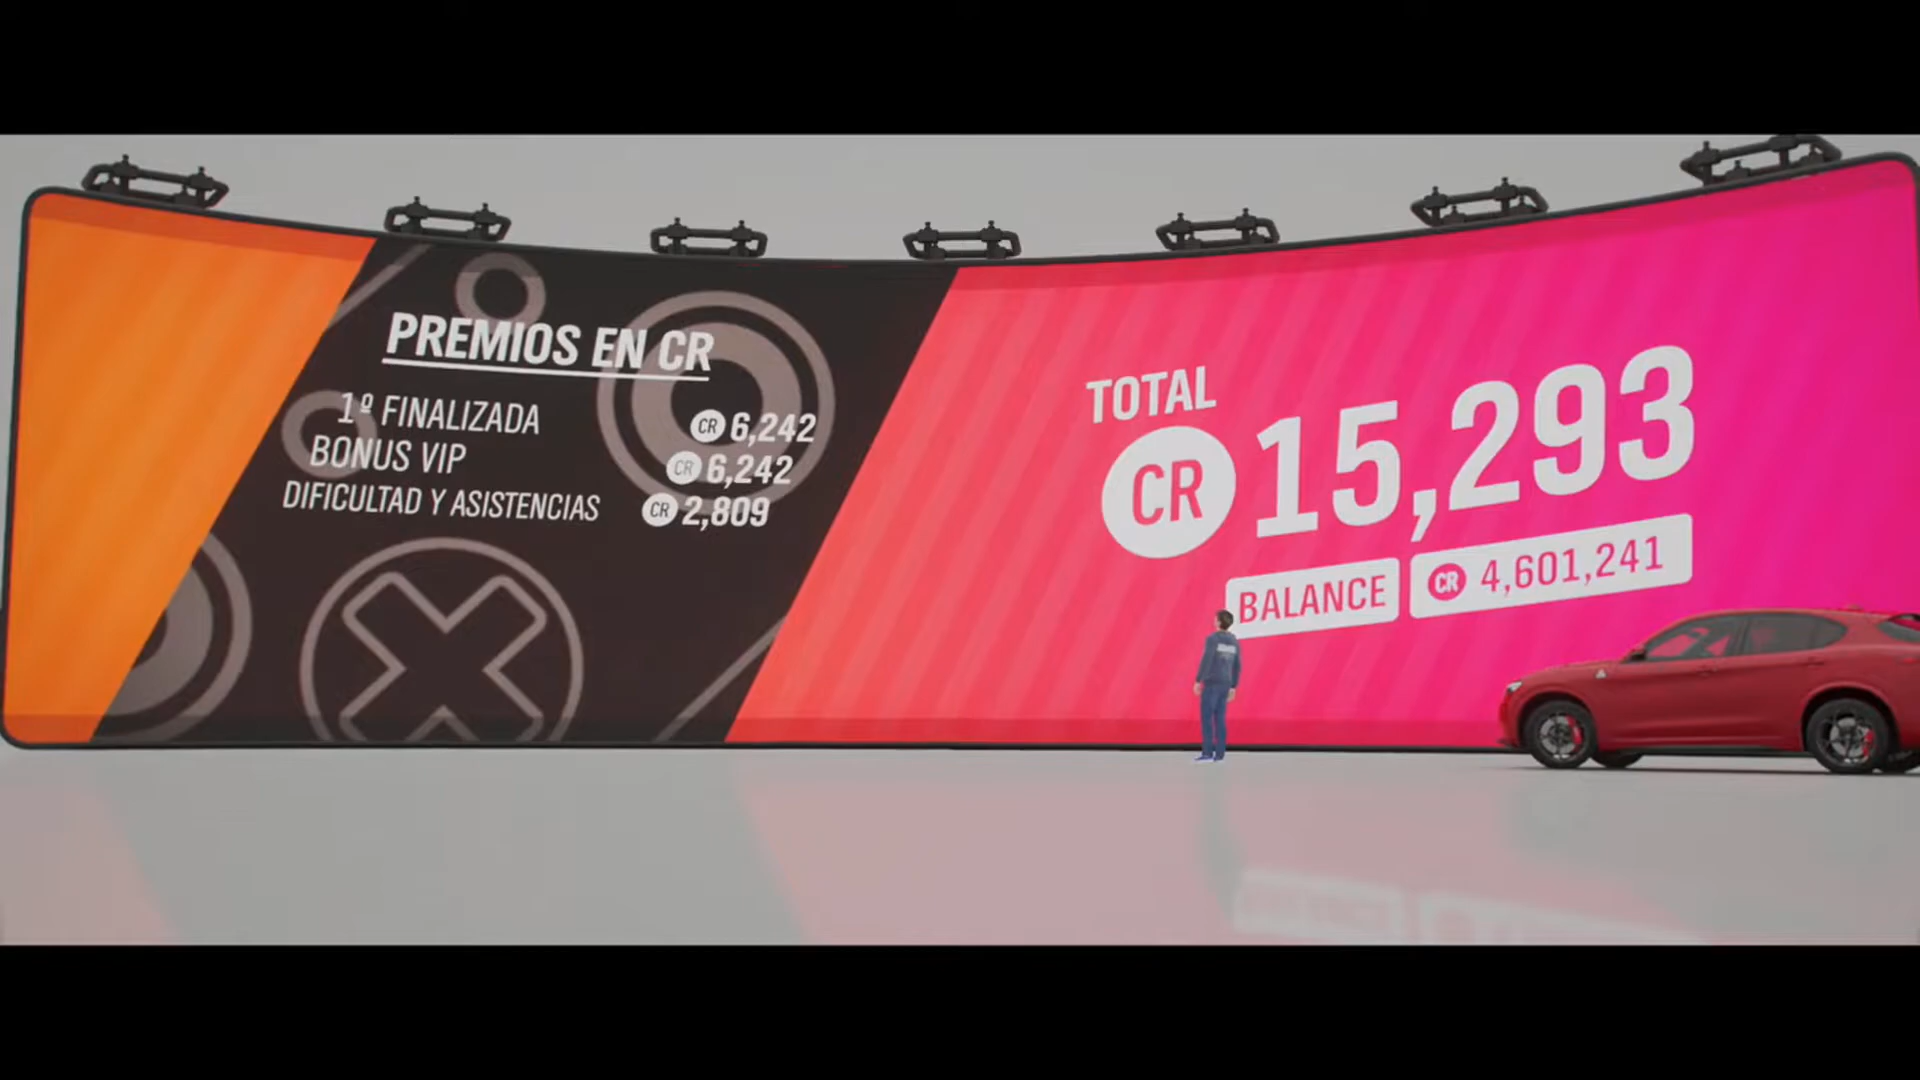 PREMIOS EN CR
1º FINALIZADA CR 6,242
BONUS VIP CR 6,242
DIFICULTAD Y ASISTENCIAS CR 2,809
TOTAL
CR 15,293
BALANCE CR 4,601,241